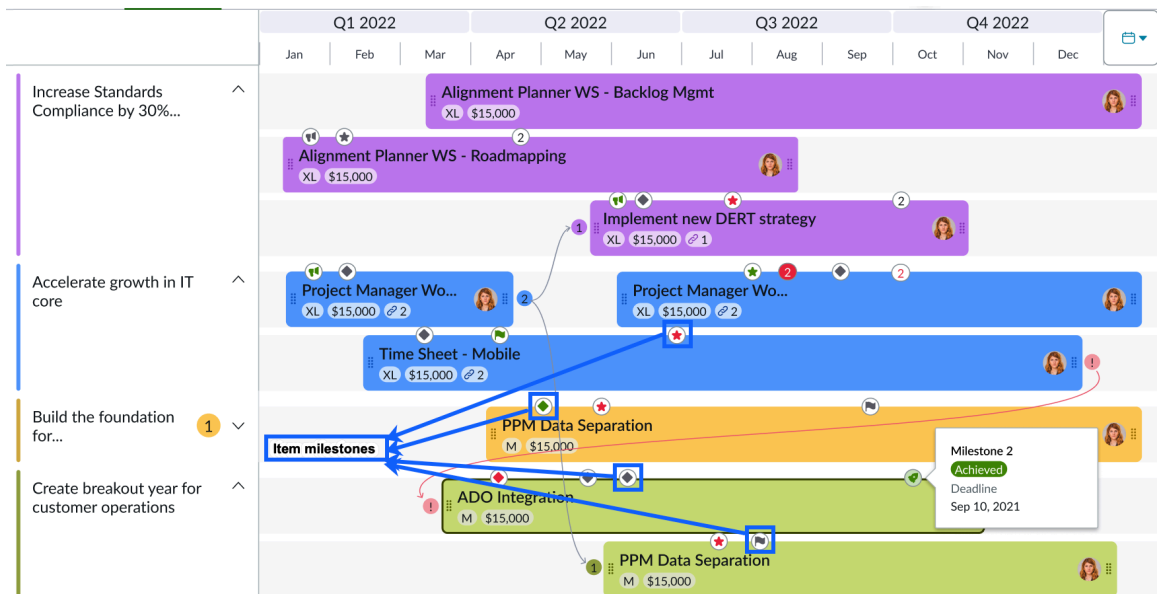 Q1 2022 Q2 2022 Q3 2022 Q4 2022
Jan Feb Mar Apr May Jun Jul Aug Sep Oct Nov Dec
Increase Standards
Compliance by 30%...
Alignment Planner WS - Backlog Mgmt
XL $15,000
2
Alignment Planner WS - Roadmapping
XL $15,000
2
1
Implement new DERT strategy
XL $15,000 1
Accelerate growth in IT
core
2 2
Project Manager Wo...
XL $15,000 2
2
Project Manager Wo...
XL $15,000 2
Time Sheet - Mobile
XL $15,000 2
!
Build the foundation
for...
1
PPM Data Separation
M $15,000
Item milestones
Milestone 2
Achieved
Deadline
Sep 10, 2021
Create breakout year for
customer operations
!
ADO Integration
M $15,000
1
PPM Data Separation
M $15,000